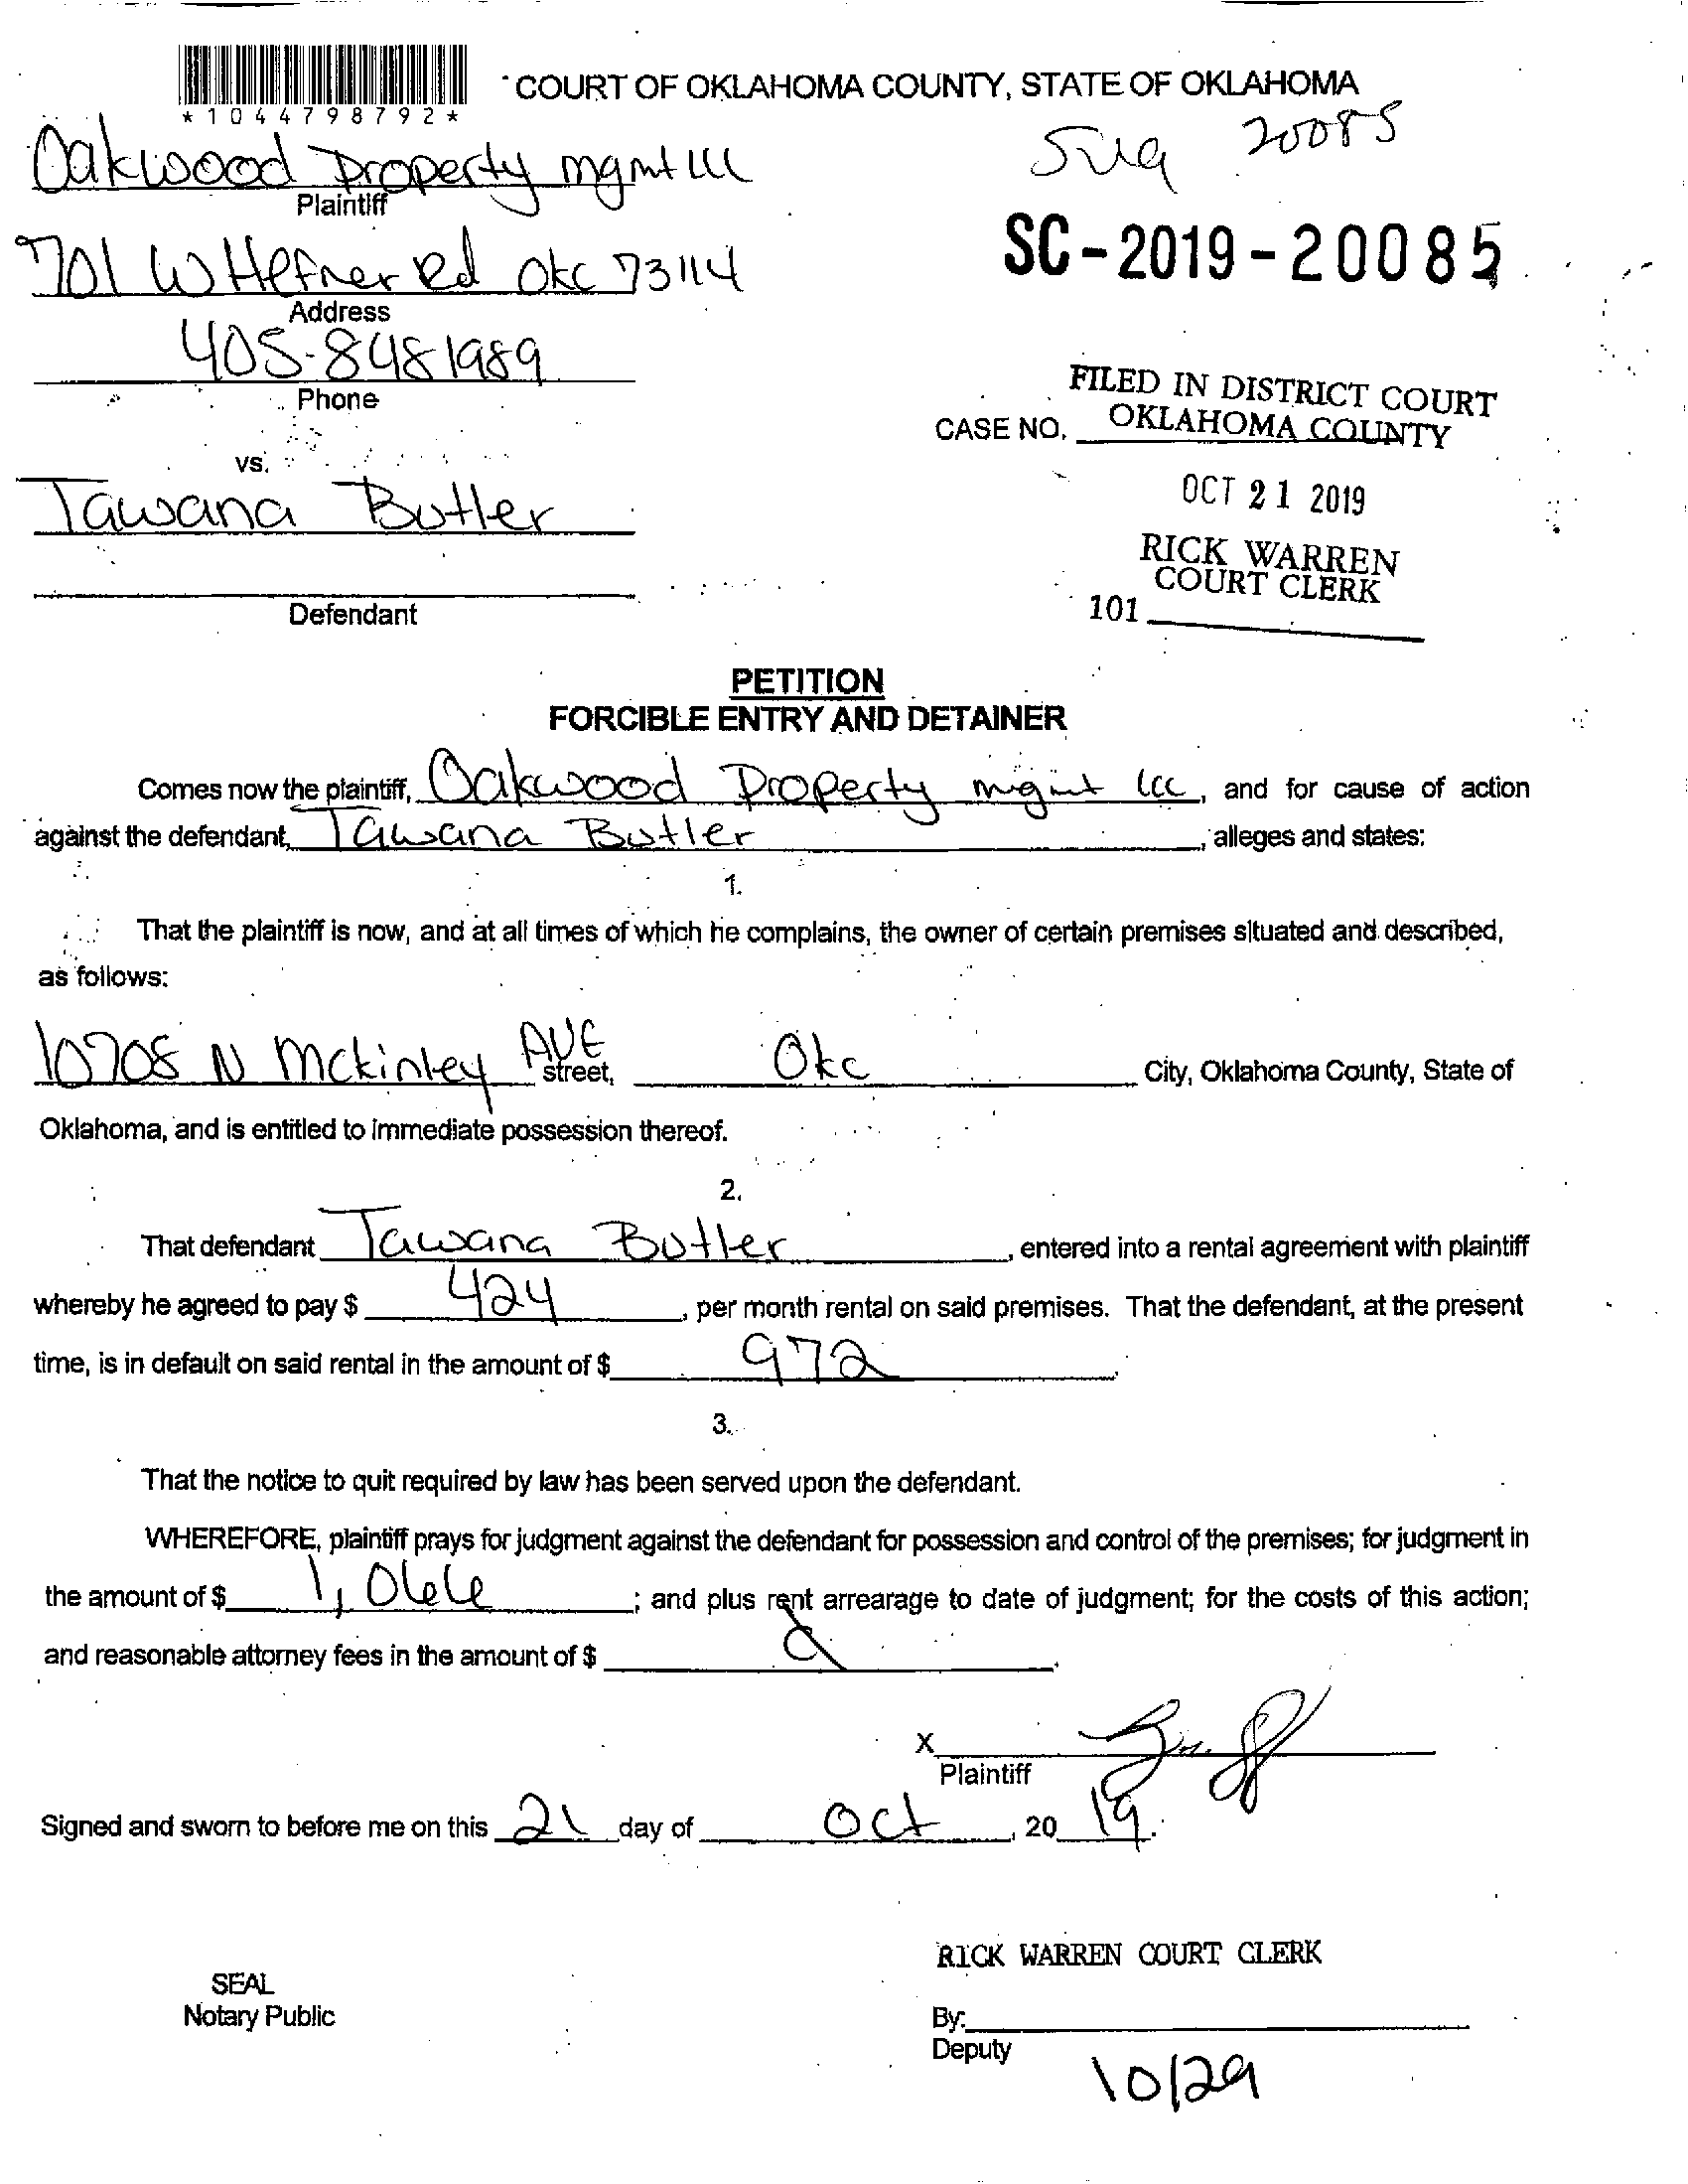 *1044798792*
COURT OF OKLAHOMA COUNTY, STATE OF OKLAHOMA
20085
Oakwood Property mgmt LLC
Plaintiff
SC-2019-20085
701 W Hefner Rd Okc 73114
Address
405-848 1989
Phone
FILED IN DISTRICT COURT
CASE NO. OKLAHOMA COUNTY
vs.
OCT 21 2019
Tawana Butler
RICK WARREN
COURT CLERK
Defendant
101
PETITION
FORCIBLE ENTRY AND DETAINER
Comes now the plaintiff, Oakwood Property mgmt LLC, and for cause of action
against the defendant, Tawana Butler, alleges and states:
1.
That the plaintiff is now, and at all times of which he complains, the owner of certain premises situated and described,
as follows:
10708 N Mckinley AVE street, Okc City, Oklahoma County, State of
Oklahoma, and is entitled to immediate possession thereof.
2.
That defendant Tawana Butler, entered into a rental agreement with plaintiff
whereby he agreed to pay $ 424, per month rental on said premises. That the defendant, at the present
time, is in default on said rental in the amount of $ 972.
3.
That the notice to quit required by law has been served upon the defendant.
WHEREFORE, plaintiff prays for judgment against the defendant for possession and control of the premises; for judgment in
the amount of $ 1,066; and plus rent arrearage to date of judgment; for the costs of this action;
and reasonable attorney fees in the amount of $
X
Plaintiff
Signed and sworn to before me on this 21 day of Oct, 20 19.
RICK WARREN COURT CLERK
SEAL
Notary Public
By:
Deputy
10/29